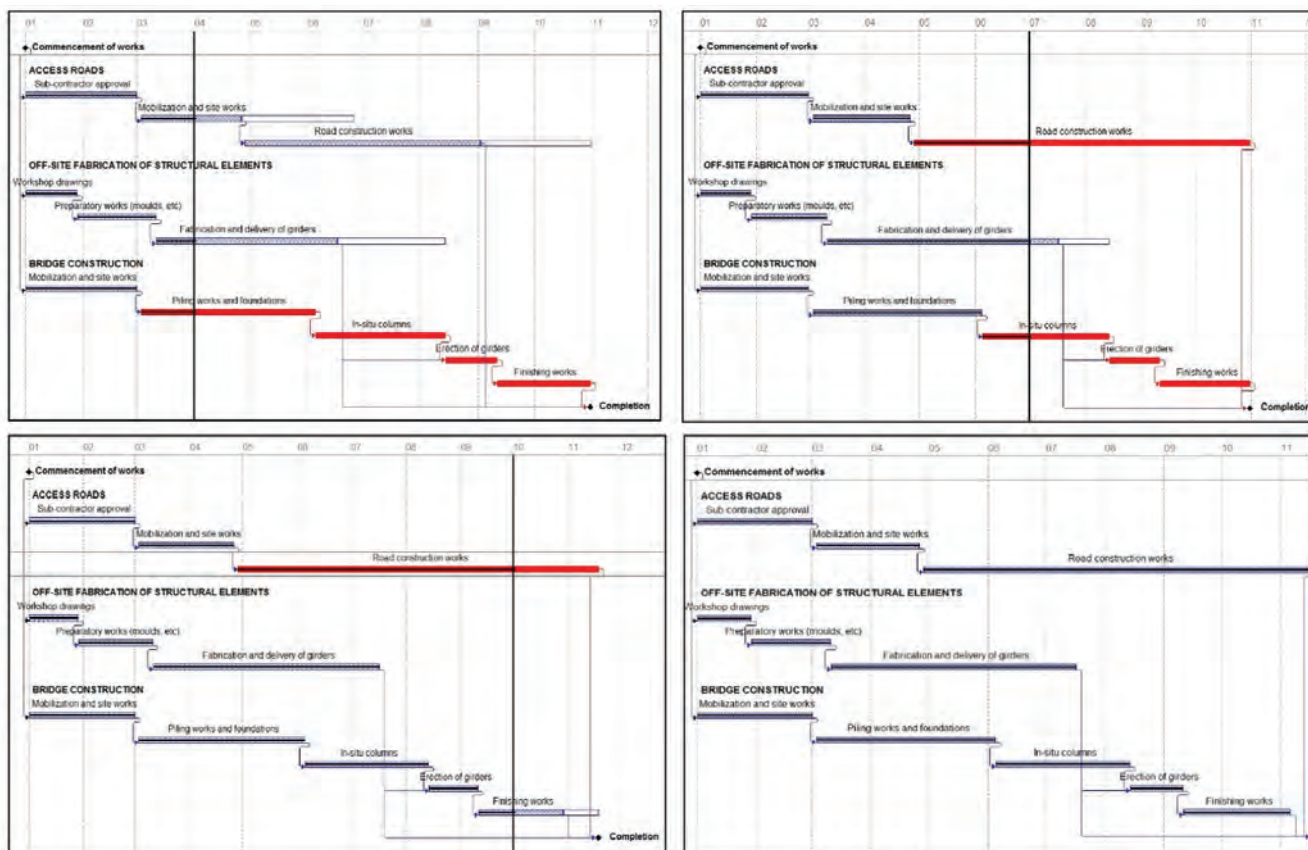 01 02 03 04 05 06 07 08 09 10 11 12
Commencement of works
ACCESS ROADS
Sub-contractor approval
Mobilization and site works
Road construction works
OFF-SITE FABRICATION OF STRUCTURAL ELEMENTS
Workshop drawings
Preparatory works (moulds, etc)
Fabrication and delivery of girders
BRIDGE CONSTRUCTION
Mobilization and site works
Piling works and foundations
In-situ columns
Erection of girders
Finishing works
Completion
01 02 03 04 05 06 07 08 09 10 11
Commencement of works
ACCESS ROADS
Sub-contractor approval
Mobilization and site works
Road construction works
OFF-SITE FABRICATION OF STRUCTURAL ELEMENTS
Workshop drawings
Preparatory works (moulds, etc)
Fabrication and delivery of girders
BRIDGE CONSTRUCTION
Mobilization and site works
Piling works and foundations
In-situ columns
Erection of girders
Finishing works
Completion
01 02 03 04 05 06 07 08 09 10 11 12
Commencement of works
ACCESS ROADS
Sub-contractor approval
Mobilization and site works
Road construction works
OFF-SITE FABRICATION OF STRUCTURAL ELEMENTS
Workshop drawings
Preparatory works (moulds, etc)
Fabrication and delivery of girders
BRIDGE CONSTRUCTION
Mobilization and site works
Piling works and foundations
In-situ columns
Erection of girders
Finishing works
Completion
01 02 03 04 05 06 07 08 09 10 11
Commencement of works
ACCESS ROADS
Sub-contractor approval
Mobilization and site works
Road construction works
OFF-SITE FABRICATION OF STRUCTURAL ELEMENTS
Workshop drawings
Preparatory works (moulds, etc)
Fabrication and delivery of girders
BRIDGE CONSTRUCTION
Mobilization and site works
Piling works and foundations
In-situ columns
Erection of girders
Finishing works